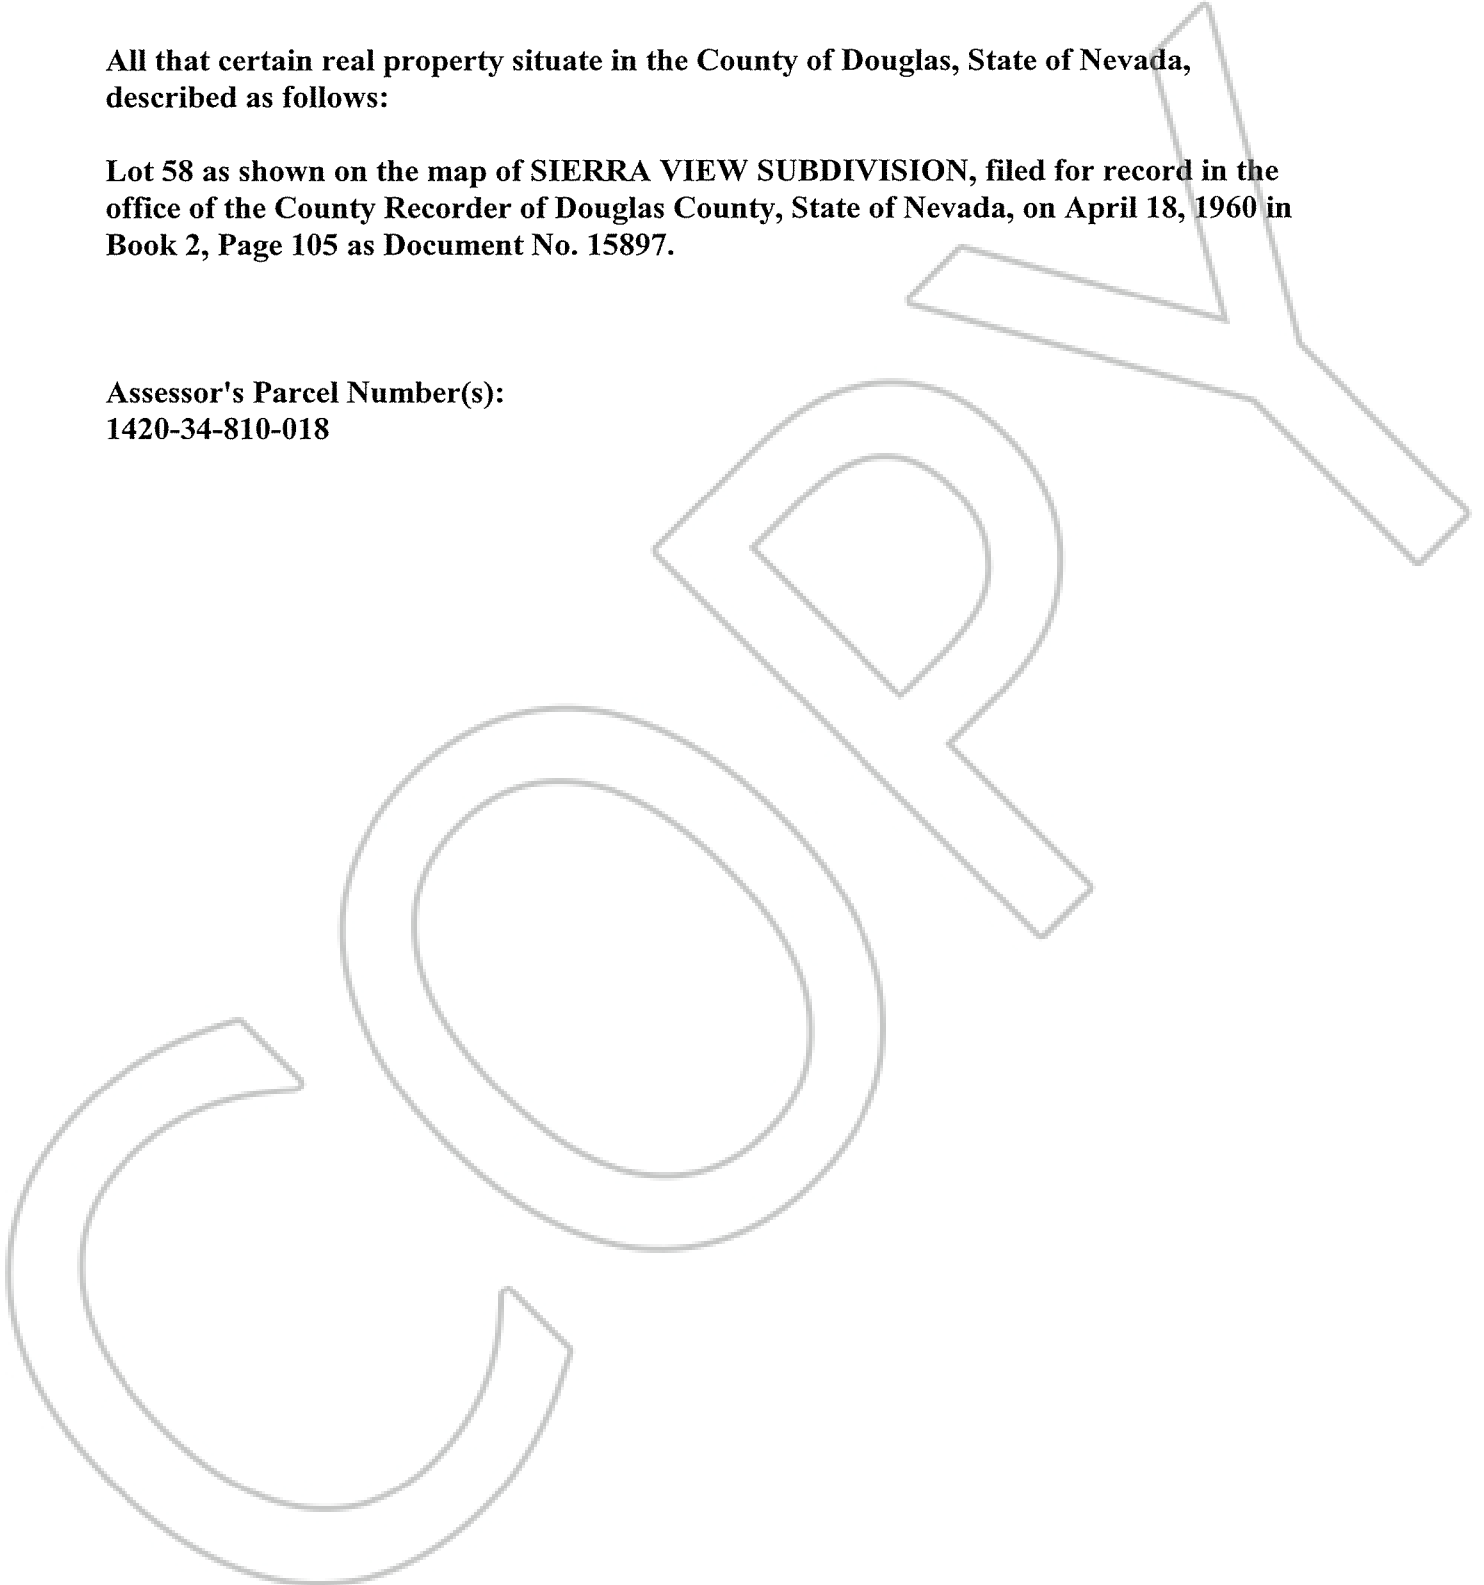 All that certain real property situate in the County of Douglas, State of Nevada,
described as follows:
Lot 58 as shown on the map of SIERRA VIEW SUBDIVISION, filed for record in the
office of the County Recorder of Douglas County, State of Nevada, on April 18, 1960 in
Book 2, Page 105 as Document No. 15897.
Assessor's Parcel Number(s):
1420-34-810-018
COPY